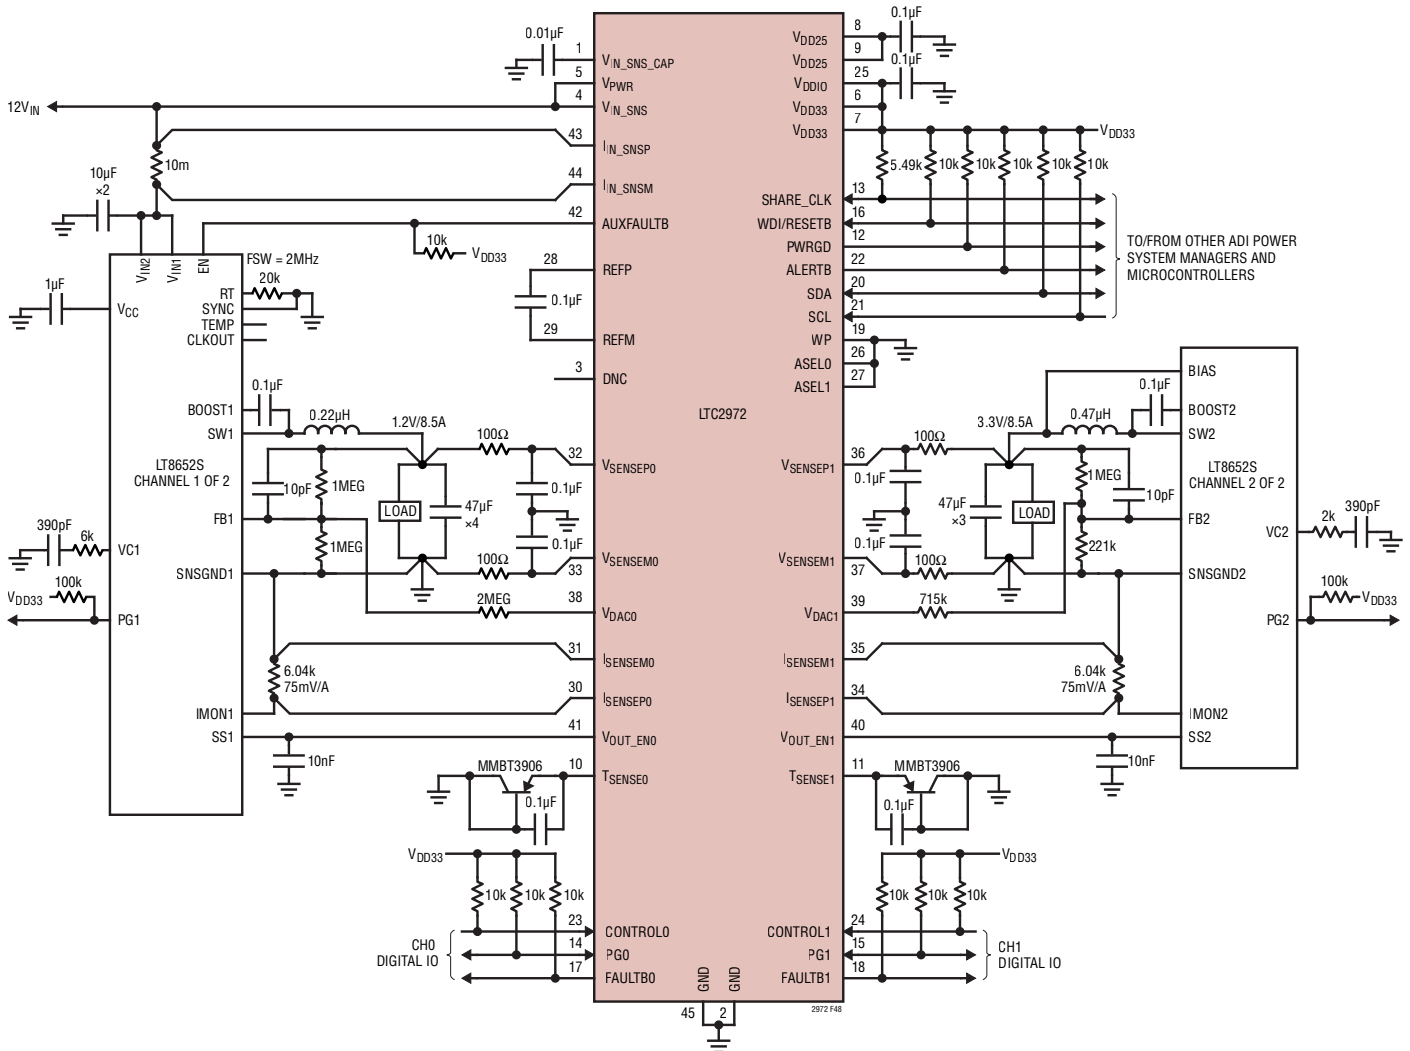 0.01µF
1
VIN_SNS_CAP
5
VPWR
4
VIN_SNS
12VIN
43
IIN_SNSP
10m
44
IIN_SNSM
10µF
×2
42
AUXFAULTB
10k
VDD33
28
REFP
0.1µF
29
REFM
3
DNC
VIN2
VIN1
EN
FSW = 2MHz
20k
RT
SYNC
TEMP
CLKOUT
1µF
VCC
0.1µF
BOOST1
0.22µH
SW1
1.2V/8.5A
100Ω
32
VSENSEP0
LT8652S
CHANNEL 1 OF 2
10pF
1MEG
LOAD
47µF
×4
0.1µF
FB1
390pF
6k
VC1
1MEG
0.1µF
VSENSEM0
33
100Ω
SNSGND1
VDD33
100k
PG1
2MEG
38
VDAC0
31
ISENSEM0
6.04k
75mV/A
30
ISENSEP0
IMON1
41
VOUT_EN0
SS1
10nF
MMBT3906
10
TSENSE0
0.1µF
VDD33
10k
10k
10k
23
CONTROL0
14
PG0
17
FAULTB0
CH0
DIGITAL IO
LTC2972
GND
GND
45
2
2972 F48
0.1µF
8
VDD25
9
VDD25
0.1µF
25
VDDIO
6
VDD33
7
VDD33
VDD33
5.49k
10k
10k
10k
10k
10k
13
SHARE_CLK
16
WDI/RESETB
12
PWRGD
22
ALERTB
20
SDA
21
SCL
TO/FROM OTHER ADI POWER
SYSTEM MANAGERS AND
MICROCONTROLLERS
19
WP
26
ASEL0
27
ASEL1
BIAS
0.1µF
BOOST2
3.3V/8.5A
0.47µH
SW2
100Ω
36
VSENSEP1
0.1µF
47µF
×3
LOAD
1MEG
10pF
LT8652S
CHANNEL 2 OF 2
FB2
390pF
2k
VC2
0.1µF
VSENSEM1
37
100Ω
221k
SNSGND2
100k
VDD33
PG2
39
VDAC1
715k
35
ISENSEM1
6.04k
75mV/A
34
ISENSEP1
IMON2
40
VOUT_EN1
SS2
10nF
11
TSENSE1
MMBT3906
0.1µF
VDD33
10k
10k
10k
24
CONTROL1
15
PG1
18
FAULTB1
CH1
DIGITAL IO